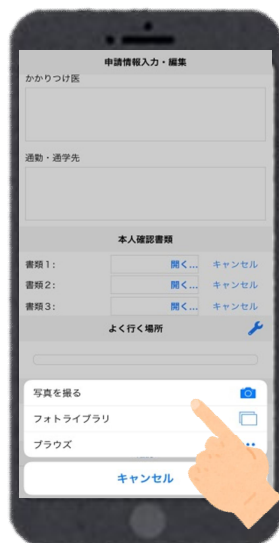 申請情報入力・編集
かかりつけ医
通勤・通学先
本人確認書類
書類1: 開く... キャンセル
書類2: 開く... キャンセル
書類3: 開く... キャンセル
よく行く場所
写真を撮る
フォトライブラリ
ブラウズ
キャンセル